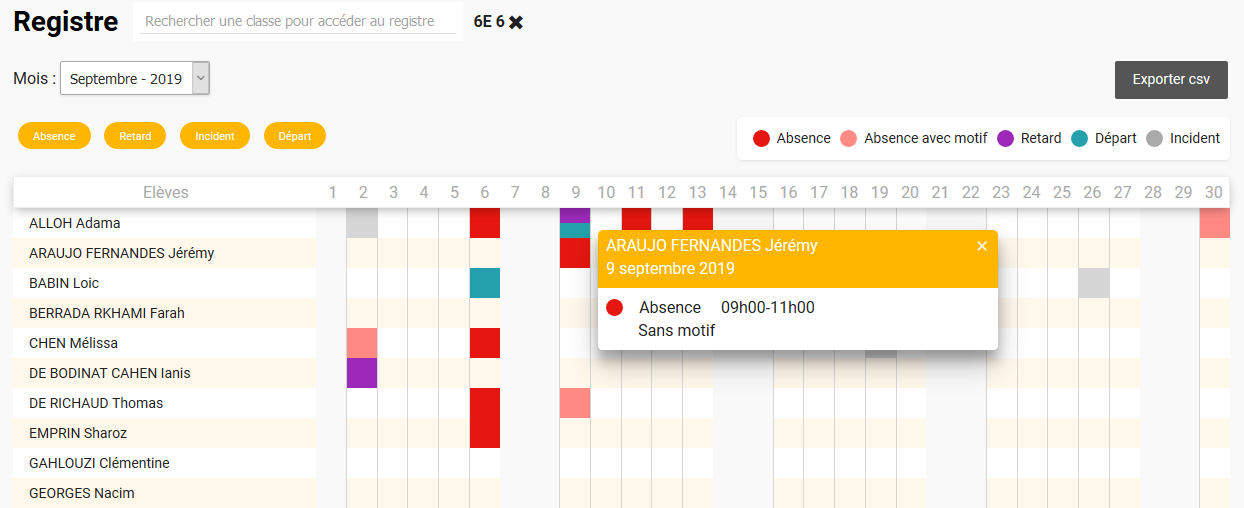 Registre Rechercher une classe pour accéder au registre 6E 6 ✖
Mois : Septembre - 2019 Exporter csv
Absence Retard Incident Départ
Absence Absence avec motif Retard Départ Incident
Elèves 1 2 3 4 5 6 7 8 9 10 11 12 13 14 15 16 17 18 19 20 21 22 23 24 25 26 27 28 29 30
ALLOH Adama
ARAUJO FERNANDES Jérémy
BABIN Loic
BERRADA RKHAMI Farah
CHEN Mélissa
DE BODINAT CAHEN Ianis
DE RICHAUD Thomas
EMPRIN Sharoz
GAHLOUZI Clémentine
GEORGES Nacim
ARAUJO FERNANDES Jérémy ×
9 septembre 2019
Absence 09h00-11h00
Sans motif